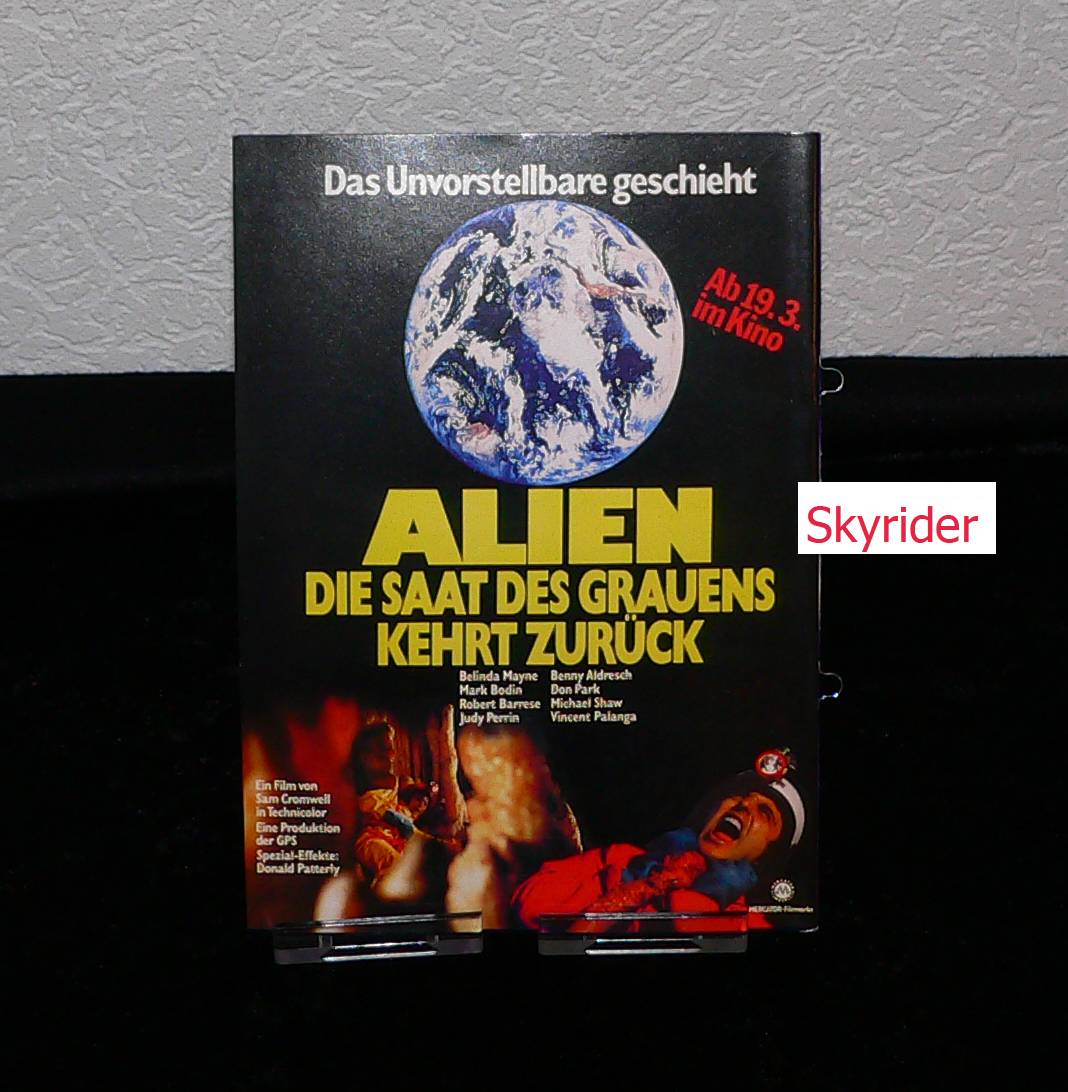 Das Unvorstellbare geschieht
Ab 19. 3.
im Kino
ALIEN
DIE SAAT DES GRAUENS
KEHRT ZURÜCK
Belinda Mayne
Mark Bodin
Robert Barrese
Judy Perrin
Benny Aldresch
Don Park
Michael Shaw
Vincent Palanga
Ein Film von
Sam Cromwell
in Technicolor
Eine Produktion
der GPS
Spezial-Effekte:
Donald Patterly
MERCATOR-Filmverleih
Skyrider